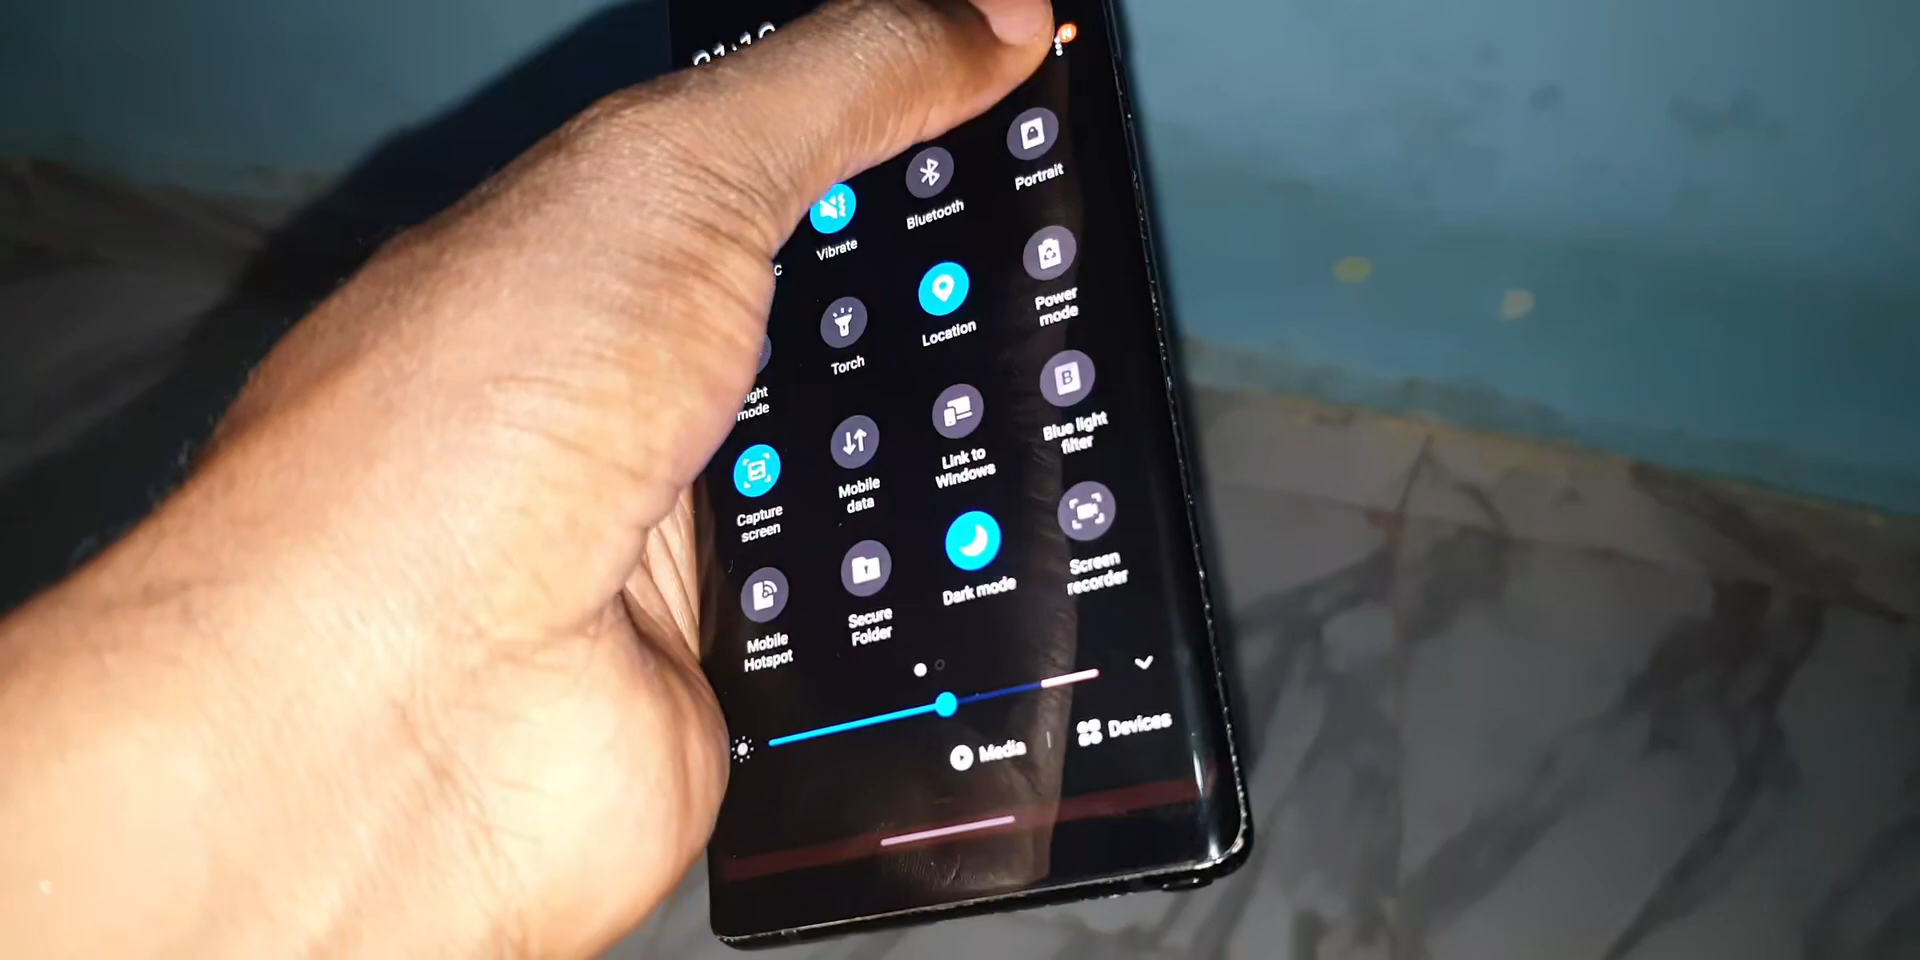 N
Portrait
Bluetooth
Vibrate
C
Power
mode
Location
Torch
ight
mode
B
Blue light
filter
Link to
Windows
Mobile
data
Capture
screen
Screen
recorder
Dark mode
Secure
Folder
Mobile
Hotspot
Media
Devices